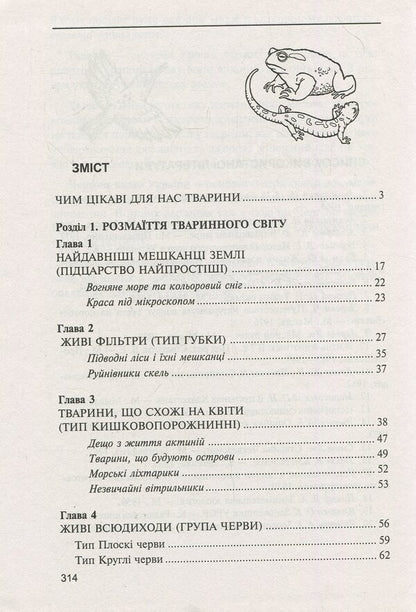 ЗМІСТ
ЧИМ ЦІКАВІ ДЛЯ НАС ТВАРИНИ ........ 3
Розділ 1. РОЗМАЇТТЯ ТВАРИННОГО СВІТУ
Глава 1
НАЙДАВНІШІ МЕШКАНЦІ ЗЕМЛІ
(ПІДЦАРСТВО НАЙПРОСТІШІ) ........ 17
Вогняне море та кольоровий сніг ........ 22
Краса під мікроскопом ........ 23
Глава 2
ЖИВІ ФІЛЬТРИ (ТИП ГУБКИ) ........ 27
Підводні ліси і їхні мешканці ........ 35
Руйнівники скель ........ 37
Глава 3
ТВАРИНИ, ЩО СХОЖІ НА КВІТИ
(ТИП КИШКОВОПОРОЖНИННІ) ........ 38
Дещо з життя актиній ........ 47
Тварини, що будують острови ........ 49
Морські ліхтарики ........ 52
Незвичайні вітрильники ........ 53
Глава 4
ЖИВІ ВСЮДИХОДИ (ГРУПА ЧЕРВИ) ........ 56
Тип Плоскі черви ........ 59
Тип Круглі черви ........ 62
314